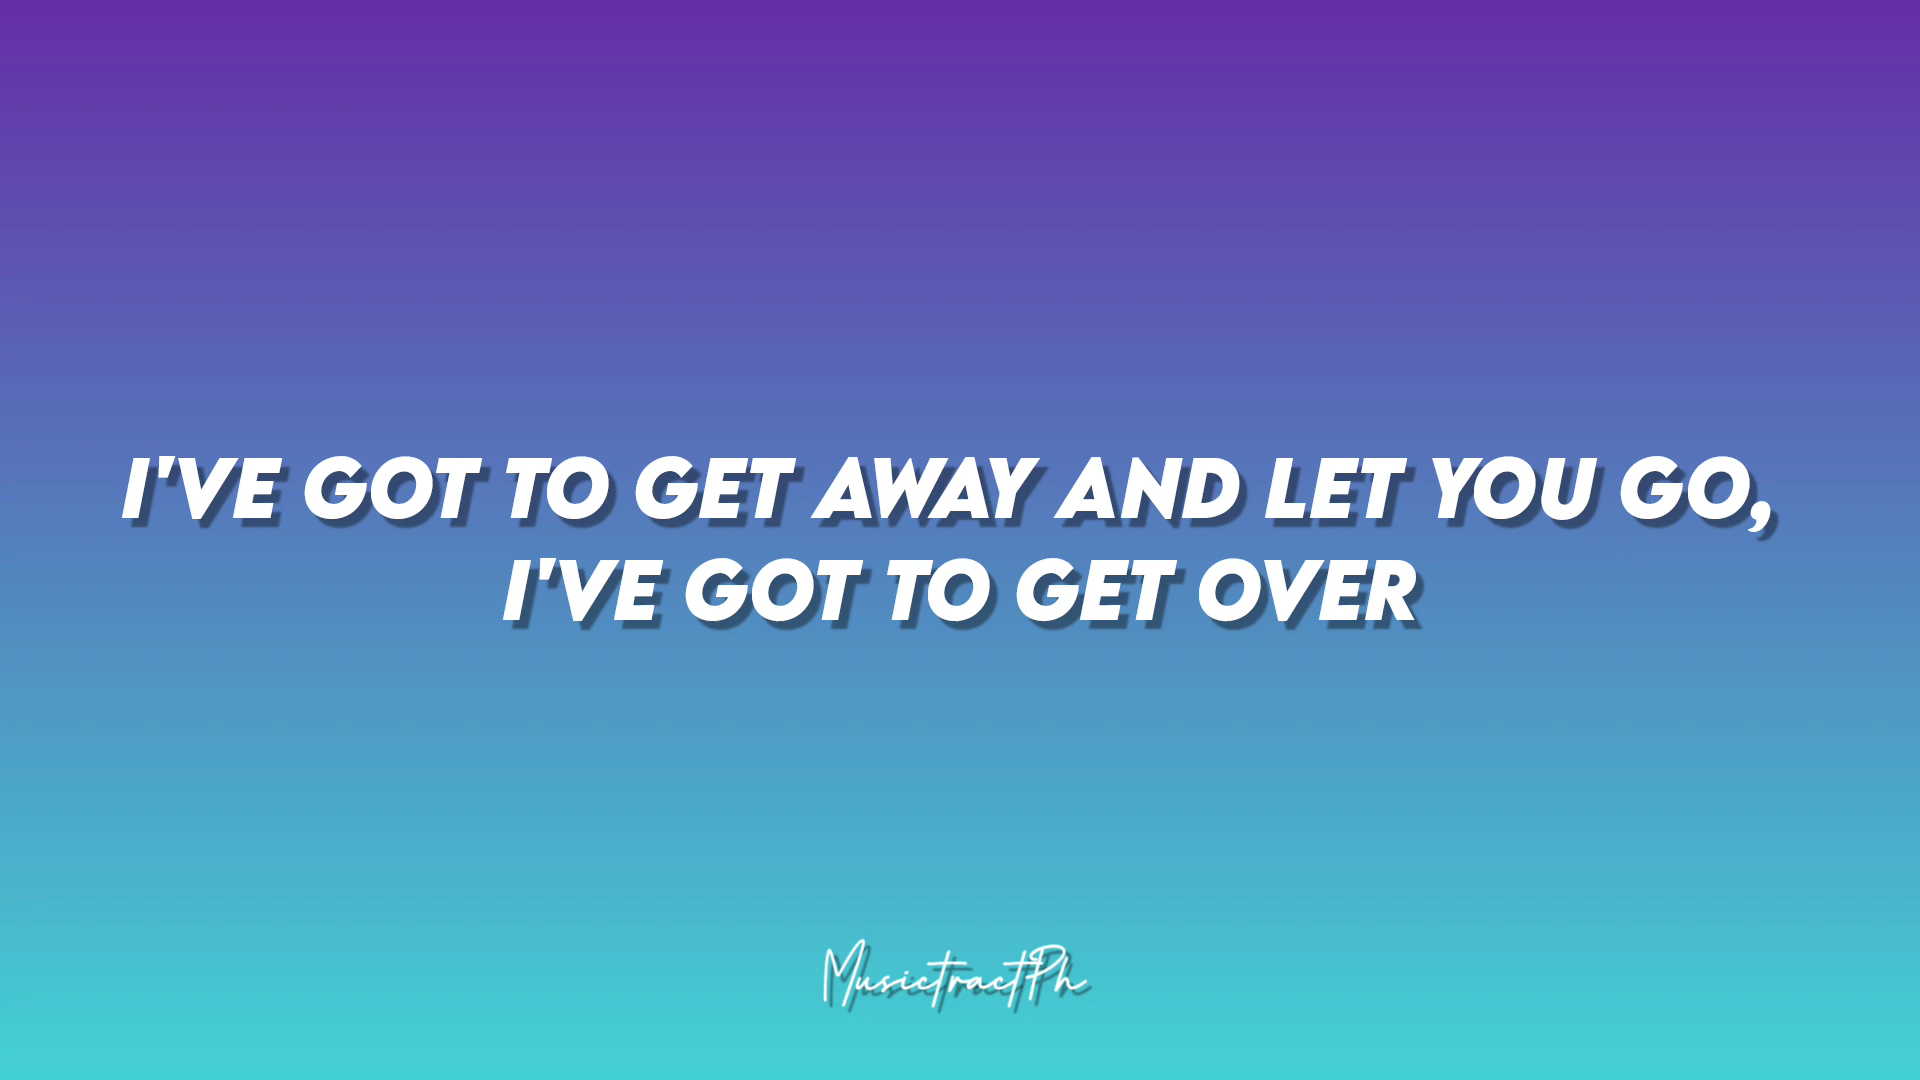 I'VE GOT TO GET AWAY AND LET YOU GO,
I'VE GOT TO GET OVER
MusictractPh